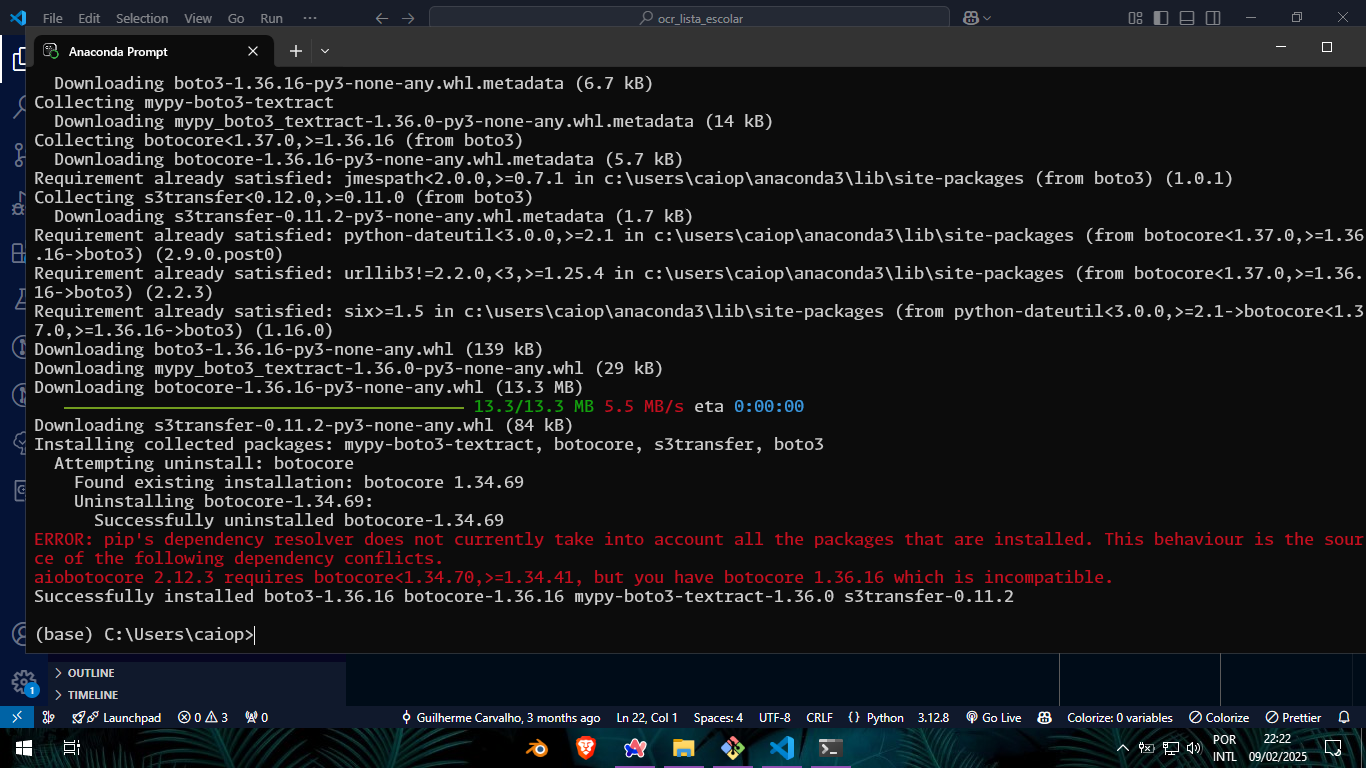 File Edit Selection View Go Run ···
ocr_lista_escolar
Anaconda Prompt
Downloading boto3-1.36.16-py3-none-any.whl.metadata (6.7 kB)
Collecting mypy-boto3-textract
Downloading mypy_boto3_textract-1.36.0-py3-none-any.whl.metadata (14 kB)
Collecting botocore<1.37.0,>=1.36.16 (from boto3)
Downloading botocore-1.36.16-py3-none-any.whl.metadata (5.7 kB)
Requirement already satisfied: jmespath<2.0.0,>=0.7.1 in c:\users\caiop\anaconda3\lib\site-packages (from boto3) (1.0.1)
Collecting s3transfer<0.12.0,>=0.11.0 (from boto3)
Downloading s3transfer-0.11.2-py3-none-any.whl.metadata (1.7 kB)
Requirement already satisfied: python-dateutil<3.0.0,>=2.1 in c:\users\caiop\anaconda3\lib\site-packages (from botocore<1.37.0,>=1.36
.16->boto3) (2.9.0.post0)
Requirement already satisfied: urllib3!=2.2.0,<3,>=1.25.4 in c:\users\caiop\anaconda3\lib\site-packages (from botocore<1.37.0,>=1.36.
16->boto3) (2.2.3)
Requirement already satisfied: six>=1.5 in c:\users\caiop\anaconda3\lib\site-packages (from python-dateutil<3.0.0,>=2.1->botocore<1.3
7.0,>=1.36.16->boto3) (1.16.0)
Downloading boto3-1.36.16-py3-none-any.whl (139 kB)
Downloading mypy_boto3_textract-1.36.0-py3-none-any.whl (29 kB)
Downloading botocore-1.36.16-py3-none-any.whl (13.3 MB)
13.3/13.3 MB 5.5 MB/s eta 0:00:00
Downloading s3transfer-0.11.2-py3-none-any.whl (84 kB)
Installing collected packages: mypy-boto3-textract, botocore, s3transfer, boto3
Attempting uninstall: botocore
Found existing installation: botocore 1.34.69
Uninstalling botocore-1.34.69:
Successfully uninstalled botocore-1.34.69
ERROR: pip's dependency resolver does not currently take into account all the packages that are installed. This behaviour is the sour
ce of the following dependency conflicts.
aiobotocore 2.12.3 requires botocore<1.34.70,>=1.34.41, but you have botocore 1.36.16 which is incompatible.
Successfully installed boto3-1.36.16 botocore-1.36.16 mypy-boto3-textract-1.36.0 s3transfer-0.11.2
(base) C:\Users\caiop>
OUTLINE
1
TIMELINE
Launchpad 0 3 0 Guilherme Carvalho, 3 months ago Ln 22, Col 1 Spaces: 4 UTF-8 CRLF {} Python 3.12.8 Go Live Colorize: 0 variables Colorize Prettier
POR 22:22
INTL 09/02/2025